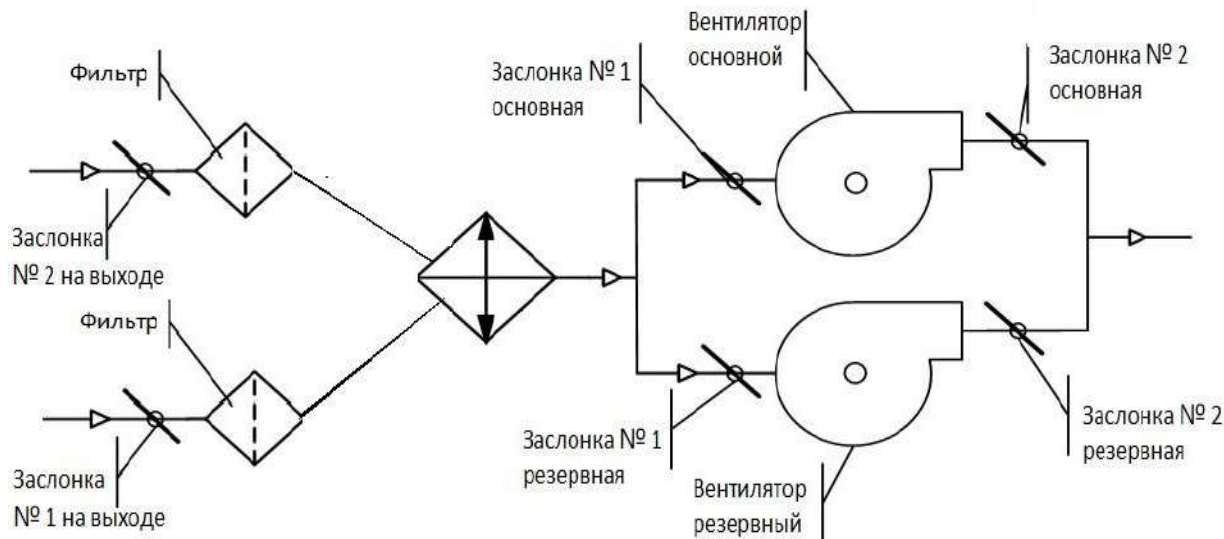 Фильтр
Заслонка
№ 2 на выходе
Фильтр
Заслонка
№ 1 на выходе
Заслонка № 1
основная
Вентилятор
основной
Заслонка № 2
основная
Заслонка № 1
резервная
Вентилятор
резервный
Заслонка № 2
резервная